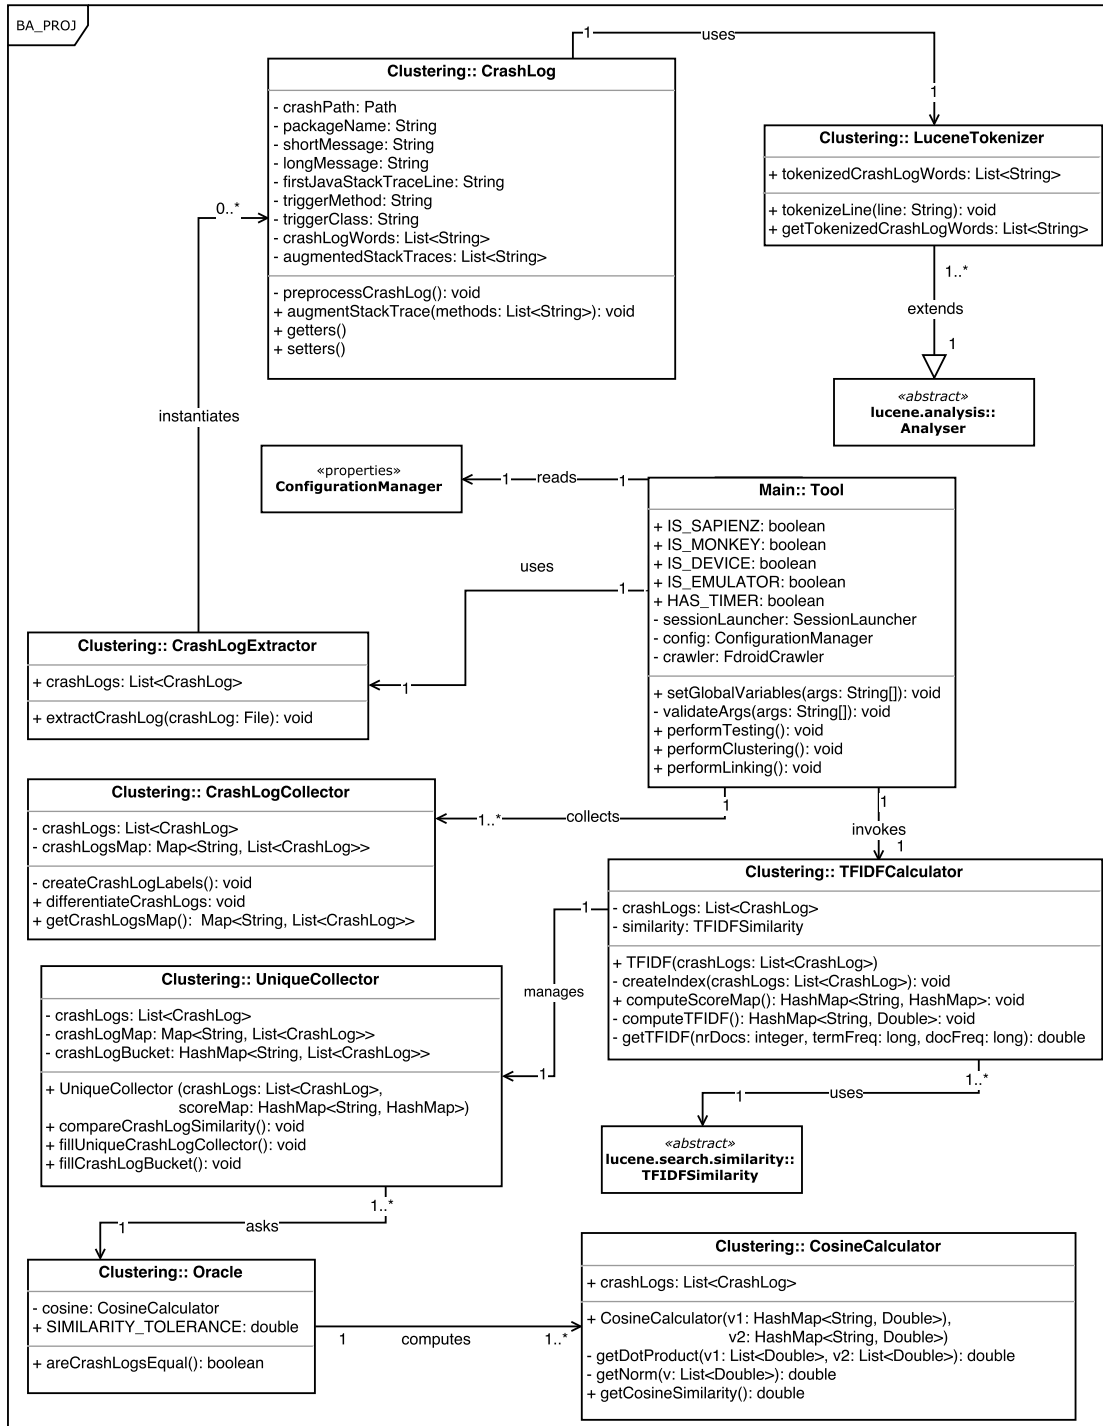 BA_PROJ
1
uses
1
Clustering:: CrashLog
- crashPath: Path
- packageName: String
- shortMessage: String
- longMessage: String
- firstJavaStackTraceLine: String
- triggerMethod: String
- triggerClass: String
- crashLogWords: List<String>
- augmentedStackTraces: List<String>
- preprocessCrashLog(): void
+ augmentStackTrace(methods: List<String>): void
+ getters()
+ setters()
Clustering:: LuceneTokenizer
+ tokenizedCrashLogWords: List<String>
+ tokenizeLine(line: String): void
+ getTokenizedCrashLogWords: List<String>
1..*
extends
1
«abstract»
lucene.analysis::
Analyser
0..*
instantiates
«properties»
ConfigurationManager
1
reads
1
Main:: Tool
+ IS_SAPIENZ: boolean
+ IS_MONKEY: boolean
+ IS_DEVICE: boolean
+ IS_EMULATOR: boolean
+ HAS_TIMER: boolean
- sessionLauncher: SessionLauncher
- config: ConfigurationManager
- crawler: FdroidCrawler
+ setGlobalVariables(args: String[]): void
- validateArgs(args: String[]): void
+ performTesting(): void
+ performClustering(): void
+ performLinking(): void
uses
1
1
Clustering:: CrashLogExtractor
+ crashLogs: List<CrashLog>
+ extractCrashLog(crashLog: File): void
Clustering:: CrashLogCollector
- crashLogs: List<CrashLog>
- crashLogsMap: Map<String, List<CrashLog>>
- createCrashLogLabels(): void
+ differentiateCrashLogs: void
+ getCrashLogsMap():  Map<String, List<CrashLog>>
1..*
collects
1
1
invokes
1
Clustering:: TFIDFCalculator
- crashLogs: List<CrashLog>
- similarity: TFIDFSimilarity
+ TFIDF(crashLogs: List<CrashLog>)
- createIndex(crashLogs: List<CrashLog>): void
+ computeScoreMap(): HashMap<String, HashMap>: void
- computeTFIDF(): HashMap<String, Double>: void
- getTFIDF(nrDocs: integer, termFreq: long, docFreq: long): double
1
manages
1
Clustering:: UniqueCollector
- crashLogs: List<CrashLog>
- crashLogMap: Map<String, List<CrashLog>>
- crashLogBucket: HashMap<String, List<CrashLog>>
+ UniqueCollector (crashLogs: List<CrashLog>,
scoreMap: HashMap<String, HashMap>)
+ compareCrashLogSimilarity(): void
+ fillUniqueCrashLogCollector(): void
+ fillCrashLogBucket(): void
1..*
uses
1
«abstract»
lucene.search.similarity::
TFIDFSimilarity
1..*
asks
1
Clustering:: Oracle
- cosine: CosineCalculator
+ SIMILARITY_TOLERANCE: double
+ areCrashLogsEqual(): boolean
1
computes
1..*
Clustering:: CosineCalculator
+ crashLogs: List<CrashLog>
+ CosineCalculator(v1: HashMap<String, Double>),
v2: HashMap<String, Double>)
- getDotProduct(v1: List<Double>, v2: List<Double>): double
- getNorm(v: List<Double>): double
+ getCosineSimilarity(): double